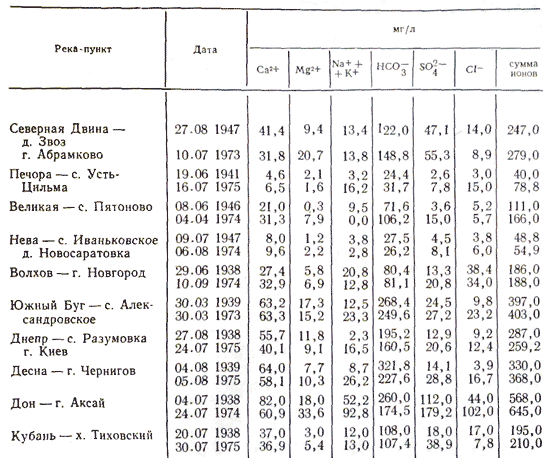 Река-пункт Дата мг/л
Ca2+ Mg2+ Na+ + + K+ HCO3− SO42− Cl− сумма ионов
Северная Двина — д. Звоз 27.08 1947 41,4 9,4 13,4 122,0 47,1 14,0 247,0
г. Абрамково 10.07 1973 31,8 20,7 13,8 148,8 55,3 8,9 279,0
Печора — с. Усть- 19.06 1941 4,6 2,1 3,2 24,4 2,6 3,0 40,0
Цильма 16.07 1975 6,5 1,6 16,2 31,7 7,8 15,0 78,8
Великая — с. Пятоново 08.06 1946 21,0 0,3 9,5 71,6 3,6 5,2 111,0
04.04 1974 31,3 7,9 0,0 106,2 15,0 5,7 166,0
Нева — с. Иваньковское 09.07 1947 8,0 1,2 3,8 27,5 4,5 3,8 48,8
д. Новосаратовка 06.08 1974 9,6 2,2 2,8 26,2 8,1 6,0 54,9
Волхов — г. Новгород 29.06 1938 27,4 5,8 20,8 80,4 13,3 38,4 186,0
10.09 1974 32,9 6,9 12,8 81,1 20,8 34,0 188,0
Южный Буг — с. Алек- 30.03 1939 63,2 17,3 12,5 268,4 24,5 9,8 397,0
сандровское 30.03 1973 63,3 15,2 23,3 249,6 27,2 23,2 403,0
Днепр — с. Разумовка 27.08 1938 55,7 11,8 2,3 195,2 12,9 9,2 287,0
г. Киев 24.07 1975 40,1 9,1 16,5 160,5 20,6 12,4 259,2
Десна — г. Чернигов 04.08 1939 64,0 7,7 8,7 321,8 14,1 3,9 330,0
05.08 1975 58,1 10,3 26,2 227,6 28,8 16,7 368,0
Дон — г. Аксай 04.07 1938 82,0 18,0 52,2 260,0 112,0 44,0 568,0
24.07 1974 60,9 33,6 92,8 174,5 179,2 102,0 645,0
Кубань — х. Тиховский 20.07 1938 37,0 3,0 12,0 108,0 18,0 17,0 195,0
30.07 1975 36,9 5,4 13,0 107,4 38,9 7,8 210,0